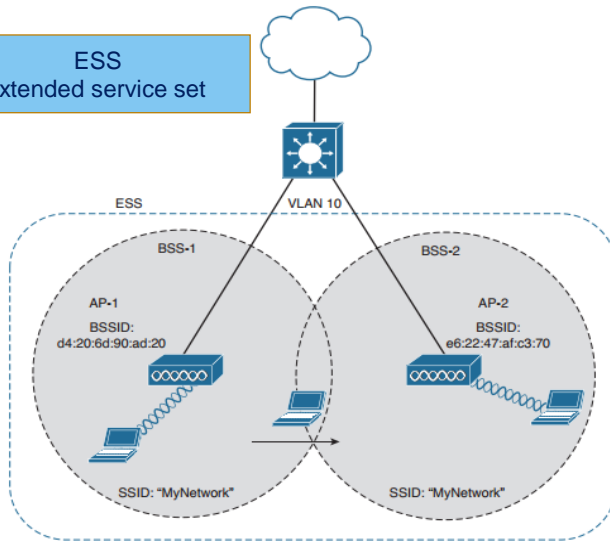 ESS
xtended service set
ESS
VLAN 10
BSS-1
BSS-2
AP-1
BSSID:
d4:20:6d:90:ad:20
AP-2
BSSID:
e6:22:47:af:c3:70
SSID: “MyNetwork”
SSID: “MyNetwork”